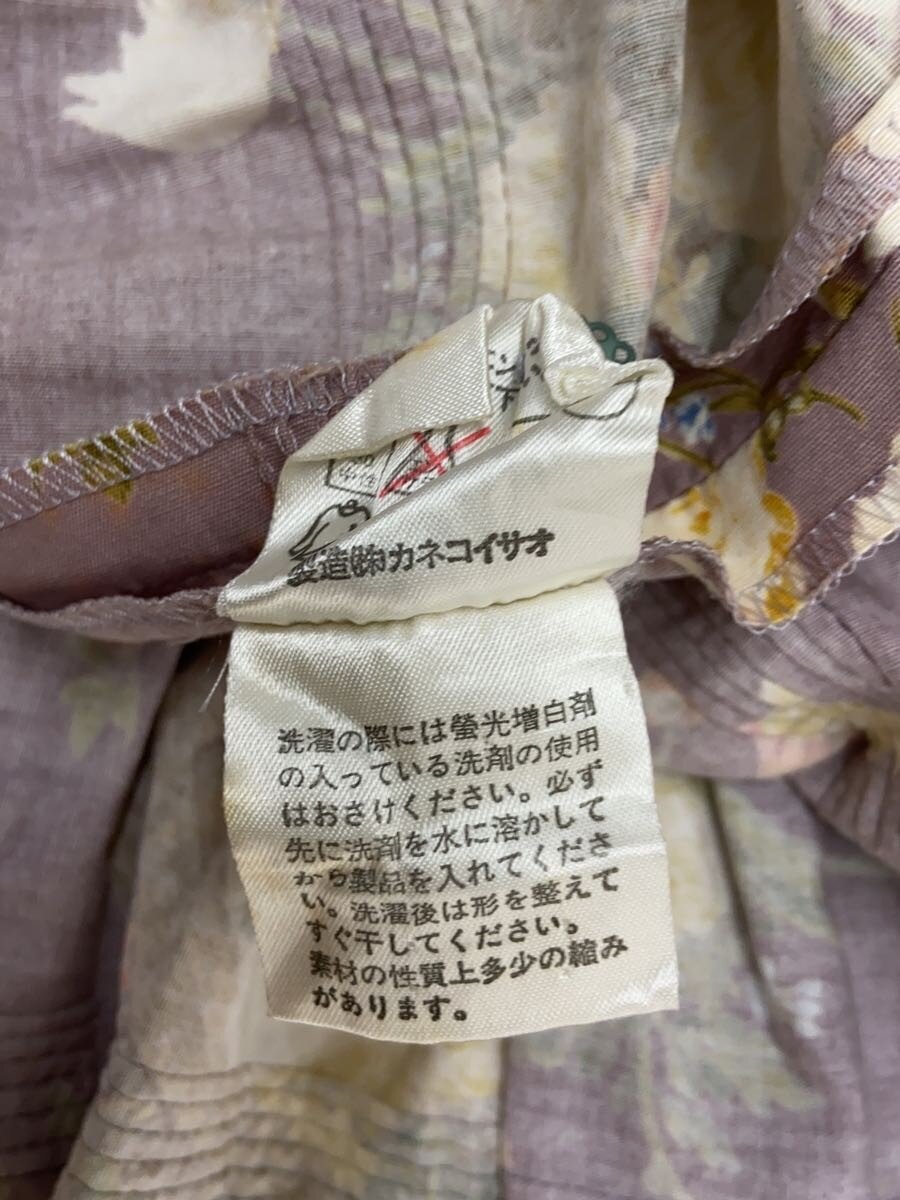 製造㈱カネコイサオ
洗濯の際には螢光増白剤
の入っている洗剤の使用
はおさけください。必ず
先に洗剤を水に溶かして
から製品を入れてくださ
い。洗濯後は形を整えて
すぐ干してください。
素材の性質上多少の縮み
があります。